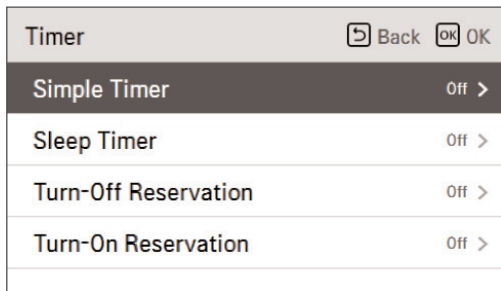 Timer Back OK OK
Simple Timer Off >
Sleep Timer Off >
Turn-Off Reservation Off >
Turn-On Reservation Off >